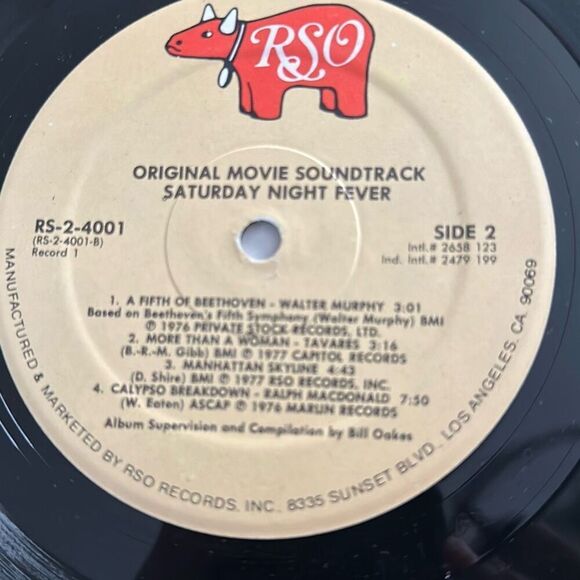 RSO
ORIGINAL MOVIE SOUNDTRACK
SATURDAY NIGHT FEVER
RS-2-4001
(RS-2-4001-B)
Record 1
SIDE 2
Intl.# 2658 123
Ind. Intl.# 2479 199
1. A FIFTH OF BEETHOVEN - WALTER MURPHY 3:01
Based on Beethoven's Fifth Symphony (Walter Murphy) BMI
Ⓟ 1976 PRIVATE STOCK RECORDS, LTD.
2. MORE THAN A WOMAN - TAVARES 3:16
(B.-R.-M. Gibb) BMI Ⓟ 1977 CAPITOL RECORDS
3. MANHATTAN SKYLINE 4:43
(D. Shire) BMI Ⓟ 1977 RSO RECORDS, INC.
4. CALYPSO BREAKDOWN - RALPH MACDONALD 7:50
(W. Eaton) ASCAP Ⓟ 1976 MARLIN RECORDS
Album Supervision and Compilation by Bill Oakes
MANUFACTURED & MARKETED BY RSO RECORDS, INC., 8335 SUNSET BLVD., LOS ANGELES, CA. 90069